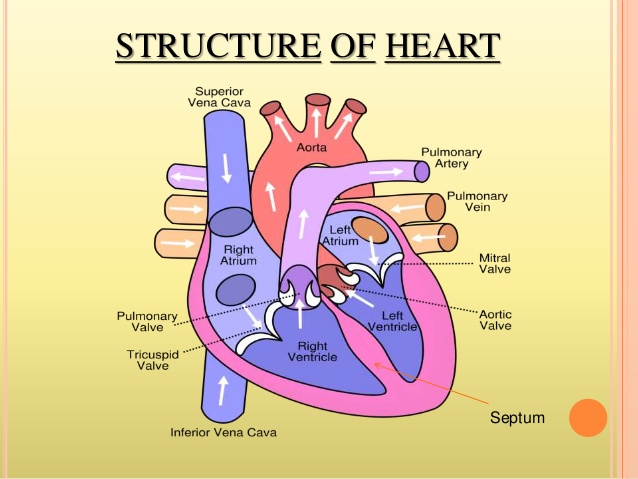 STRUCTURE OF HEART
Superior
Vena Cava
Aorta
Pulmonary
Artery
Pulmonary
Vein
Left
Atrium
Right
Atrium
Mitral
Valve
Pulmonary
Valve
Left
Ventricle
Aortic
Valve
Tricuspid
Valve
Right
Ventricle
Septum
Inferior Vena Cava